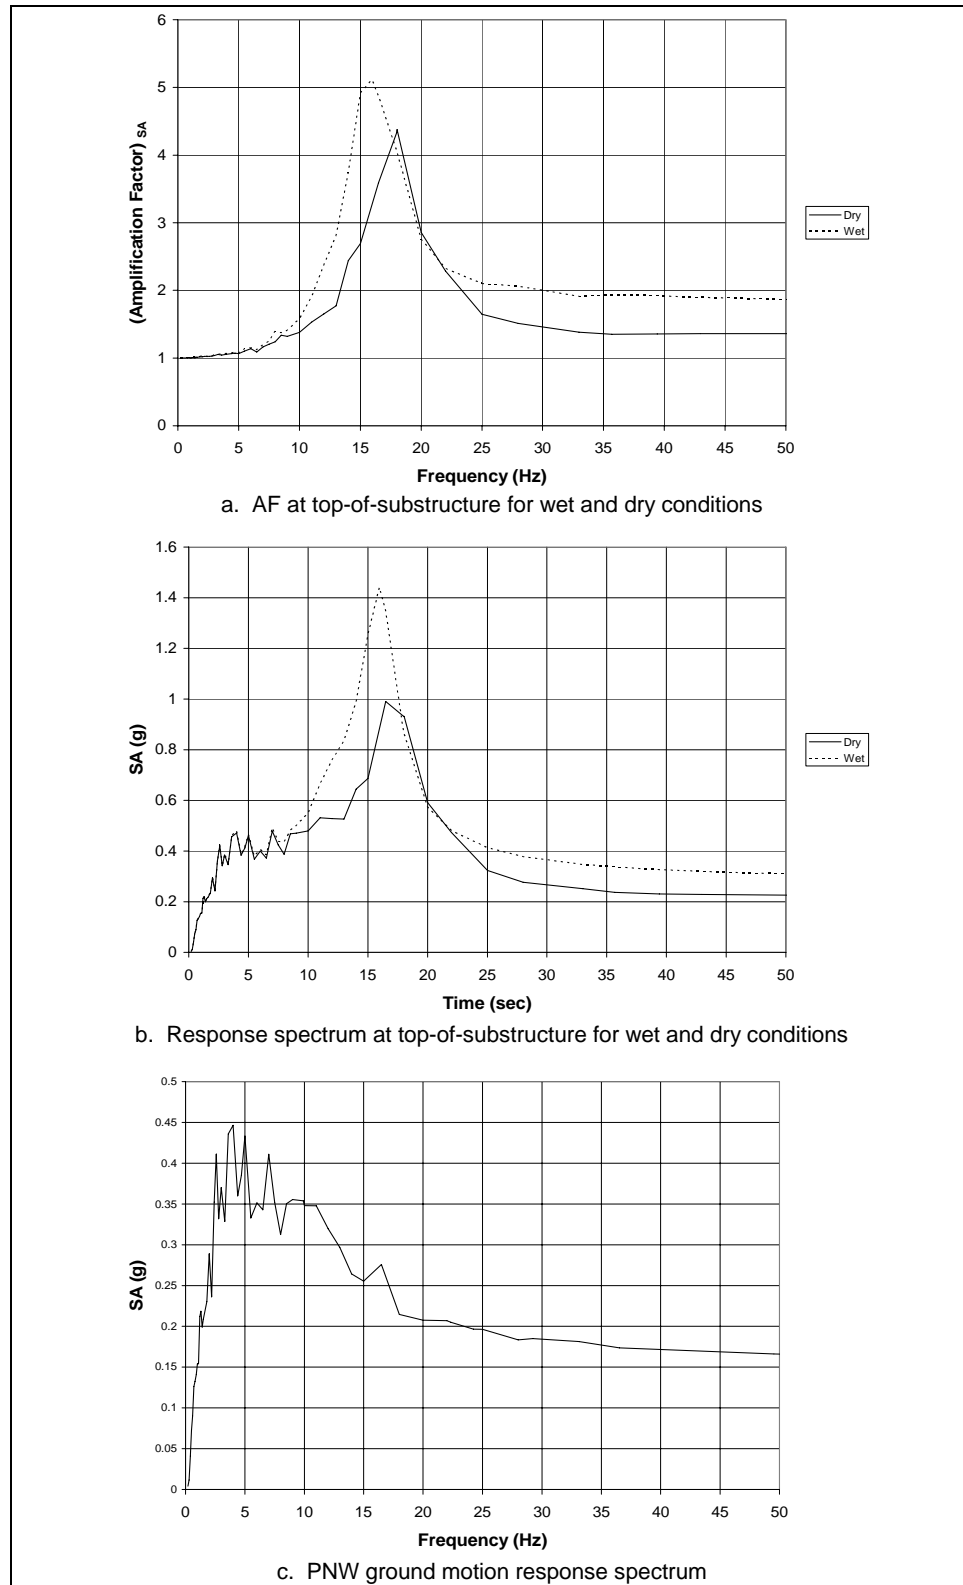 6
5
4
3
2
1
0
(Amplification Factor) SA
0 5 10 15 20 25 30 35 40 45 50
Frequency (Hz)
Dry
Wet
a. AF at top-of-substructure for wet and dry conditions
1.6
1.4
1.2
1
0.8
0.6
0.4
0.2
0
SA (g)
0 5 10 15 20 25 30 35 40 45 50
Time (sec)
Dry
Wet
b. Response spectrum at top-of-substructure for wet and dry conditions
0.5
0.45
0.4
0.35
0.3
0.25
0.2
0.15
0.1
0.05
0
SA (g)
0 5 10 15 20 25 30 35 40 45 50
Frequency (Hz)
c. PNW ground motion response spectrum